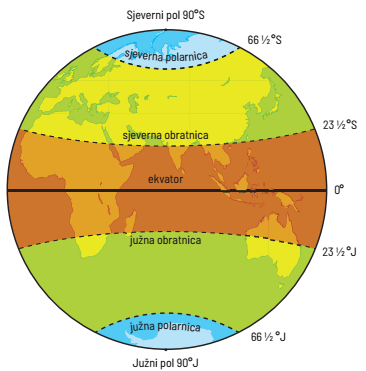 Sjeverni pol 90°S
66 ½°S
sjeverna polarnica
23 ½°S
sjeverna obratnica
ekvator
0°
južna obratnica
23 ½°J
južna polarnica
66 ½°J
Južni pol 90°J